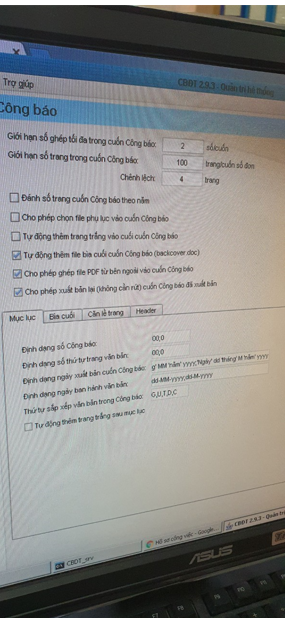 x
Trợ giúp
CBDT 2.9.3 - Quản trị hệ thống
Công báo
Giới hạn số ghép tối đa trong cuốn Công báo: 2 số/cuốn
Giới hạn số trang trong cuốn Công báo: 100 trang/cuốn số đơn
Chênh lệch: 4 trang
Đánh số trang cuốn Công báo theo năm
Cho phép chọn file phụ lục vào cuốn Công báo
Tự động thêm trang trắng vào cuối cuốn Công báo
Tự động thêm file bìa cuối cuốn Công báo (backcover.doc)
Cho phép ghép file PDF từ bên ngoài vào cuốn Công báo
Cho phép xuất bản lại (không cần rút) cuốn Công báo đã xuất bản
Mục lục Bìa cuối Căn lề trang Header
Định dạng số Công báo: 00;0
Định dạng số thứ tự trang văn bản: 00;0
Định dạng ngày xuất bản cuốn Công báo: g' MM 'năm' yyyy;'Ngày' dd 'tháng' M 'năm' yyyy
Định dạng ngày ban hành văn bản: dd-MM-yyyy;dd-M-yyyy
Thứ tự sắp xếp văn bản trong Công báo: G,U,T,D,C
Tự động thêm trang trắng sau mục lục
CBDT_srv
Hồ sơ công việc - Google...
CBDT 2.9.3 - Quản trị
ASUS
F7
F8
F9